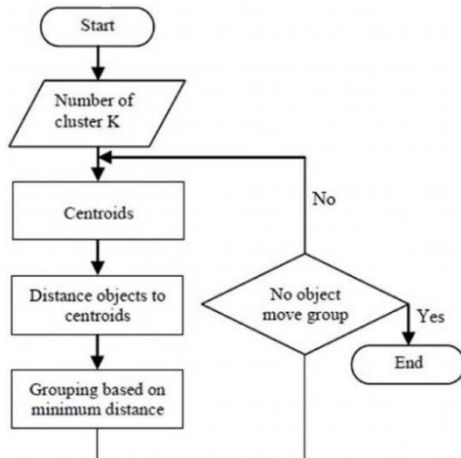 Start
Number of
cluster K
Centroids
Distance objects to
centroids
Grouping based on
minimum distance
No
No object
move group
Yes
End